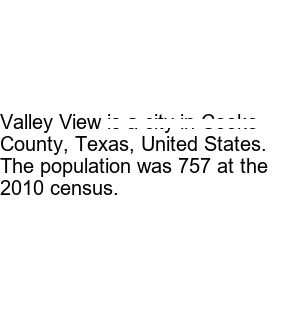 Valley View is a city in Cooke
County, Texas, United States.
The population was 757 at the
2010 census.